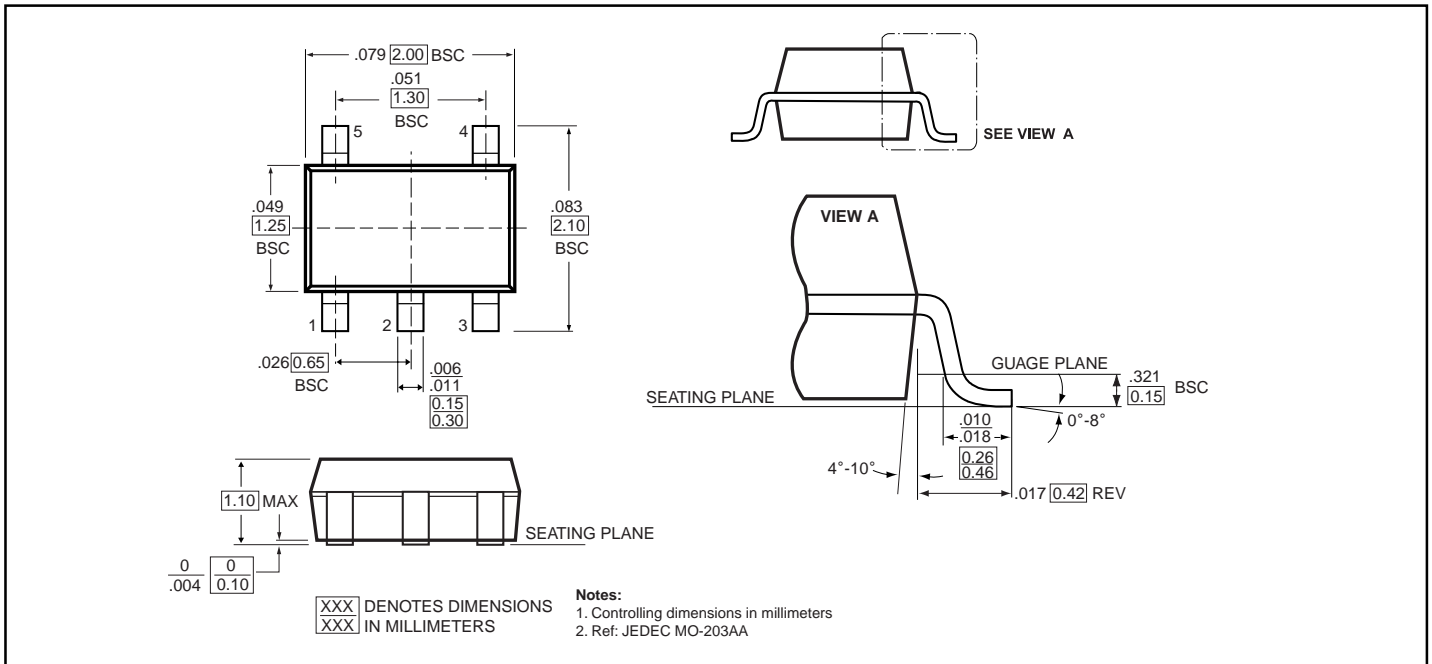 .079 2.00 BSC
.051
1.30
BSC
5
4
.049
1.25
BSC
.083
2.10
BSC
1
2
3
.026 0.65
BSC
.006
.011
0.15
0.30
1.10 MAX
SEATING PLANE
0
.004
0
0.10
SEE VIEW A
VIEW A
GUAGE PLANE
SEATING PLANE
.321
0.15
BSC
0°-8°
.010
.018
0.26
0.46
4°-10°
.017 0.42 REV
XXX DENOTES DIMENSIONS
XXX IN MILLIMETERS
Notes:
1. Controlling dimensions in millimeters
2. Ref: JEDEC MO-203AA